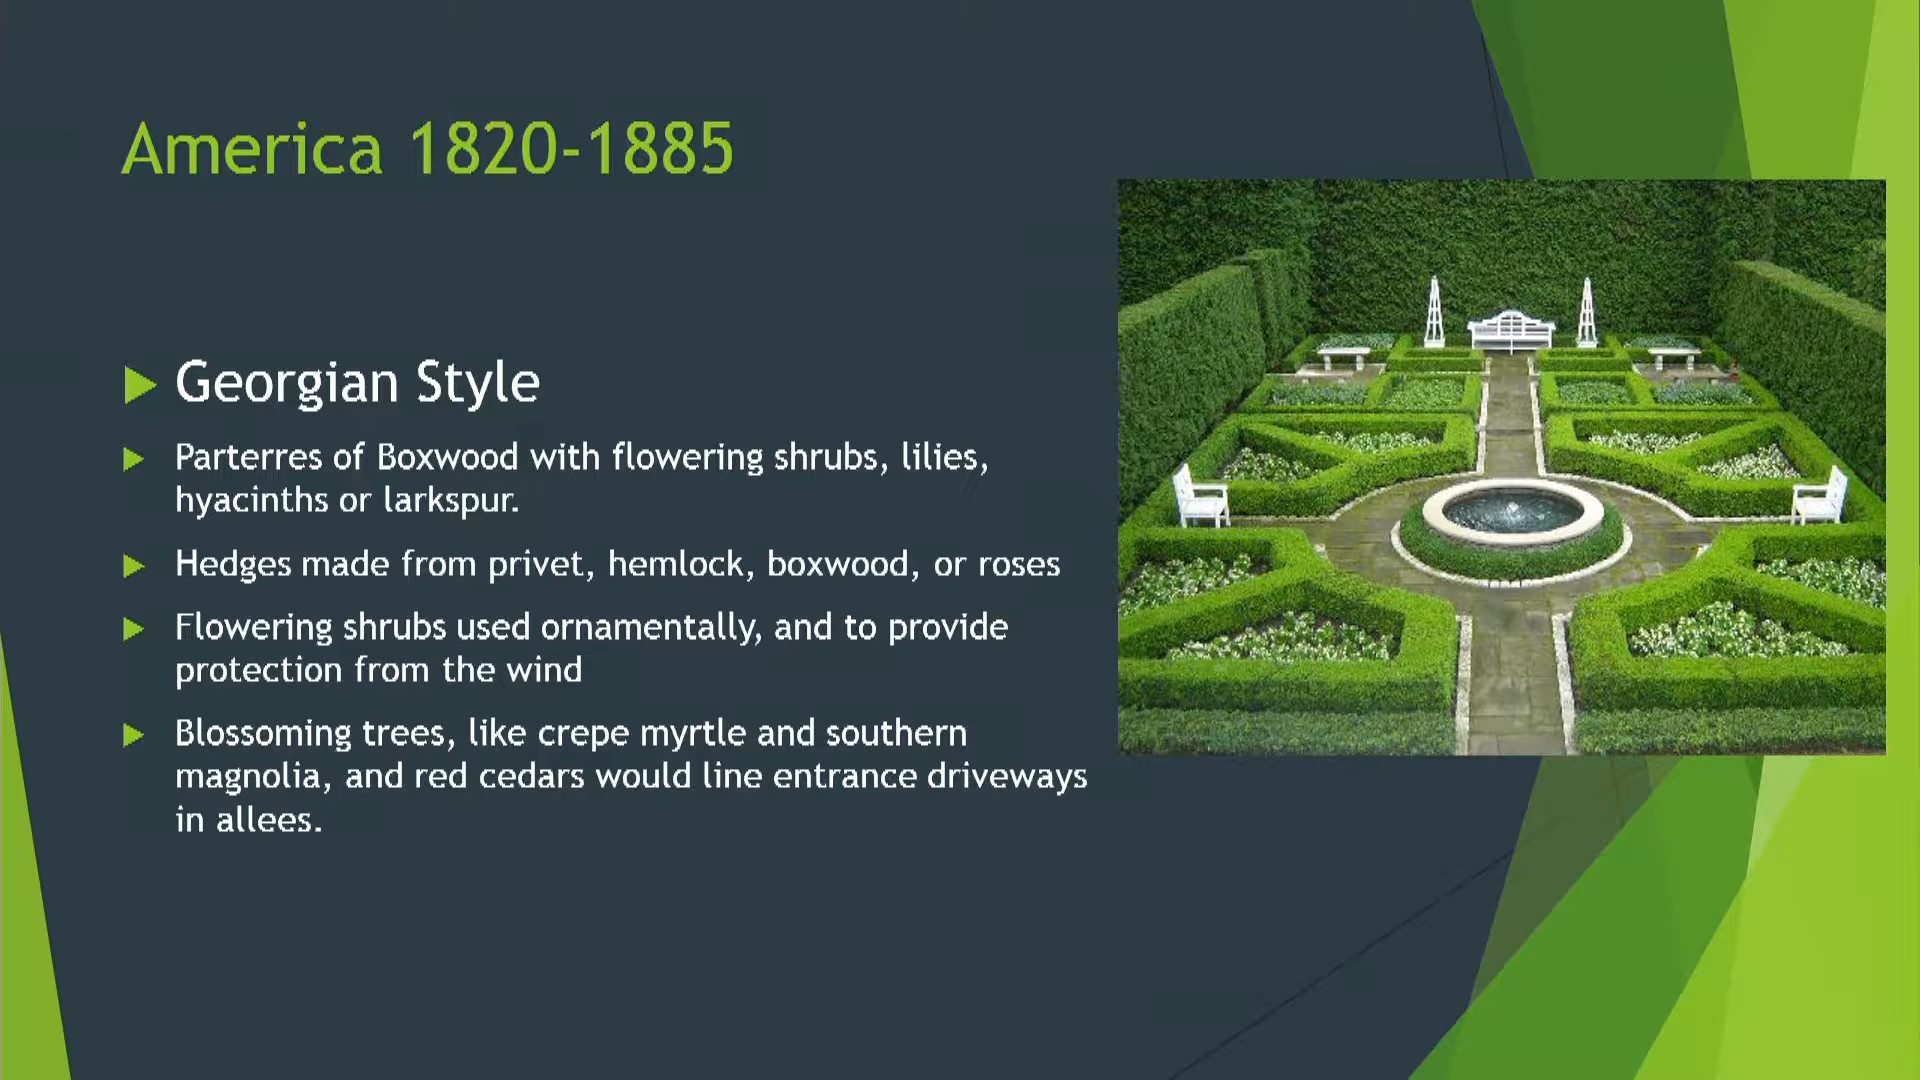 America 1820-1885
Georgian Style
Parterres of Boxwood with flowering shrubs, lilies,
hyacinths or larkspur.
Hedges made from privet, hemlock, boxwood, or roses
Flowering shrubs used ornamentally, and to provide
protection from the wind
Blossoming trees, like crepe myrtle and southern
magnolia, and red cedars would line entrance driveways
in allees.